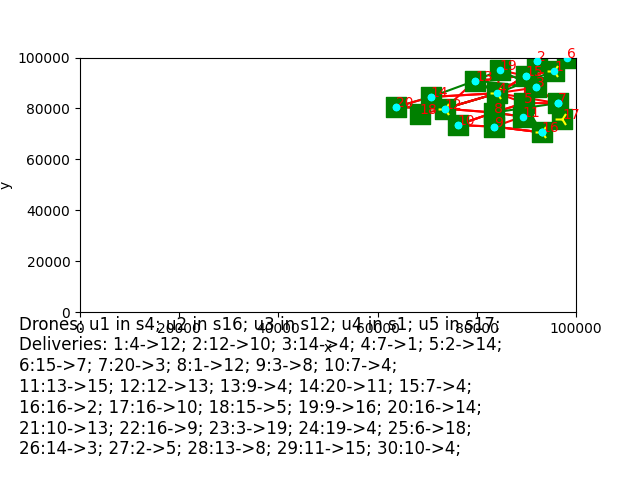 100000
80000
60000
40000
20000
0
y
0 20000 40000 60000 80000 100000
x
2
6
19
4
20
17
Drones: u1 in s4; u2 in s16; u3 in s12; u4 in s1; u5 in s17;
Deliveries: 1:4->12; 2:12->10; 3:14->4; 4:7->1; 5:2->14;
6:15->7; 7:20->3; 8:1->12; 9:3->8; 10:7->4;
11:13->15; 12:12->13; 13:9->4; 14:20->11; 15:7->4;
16:16->2; 17:16->10; 18:15->5; 19:9->16; 20:16->14;
21:10->13; 22:16->9; 23:3->19; 24:19->4; 25:6->18;
26:14->3; 27:2->5; 28:13->8; 29:11->15; 30:10->4;